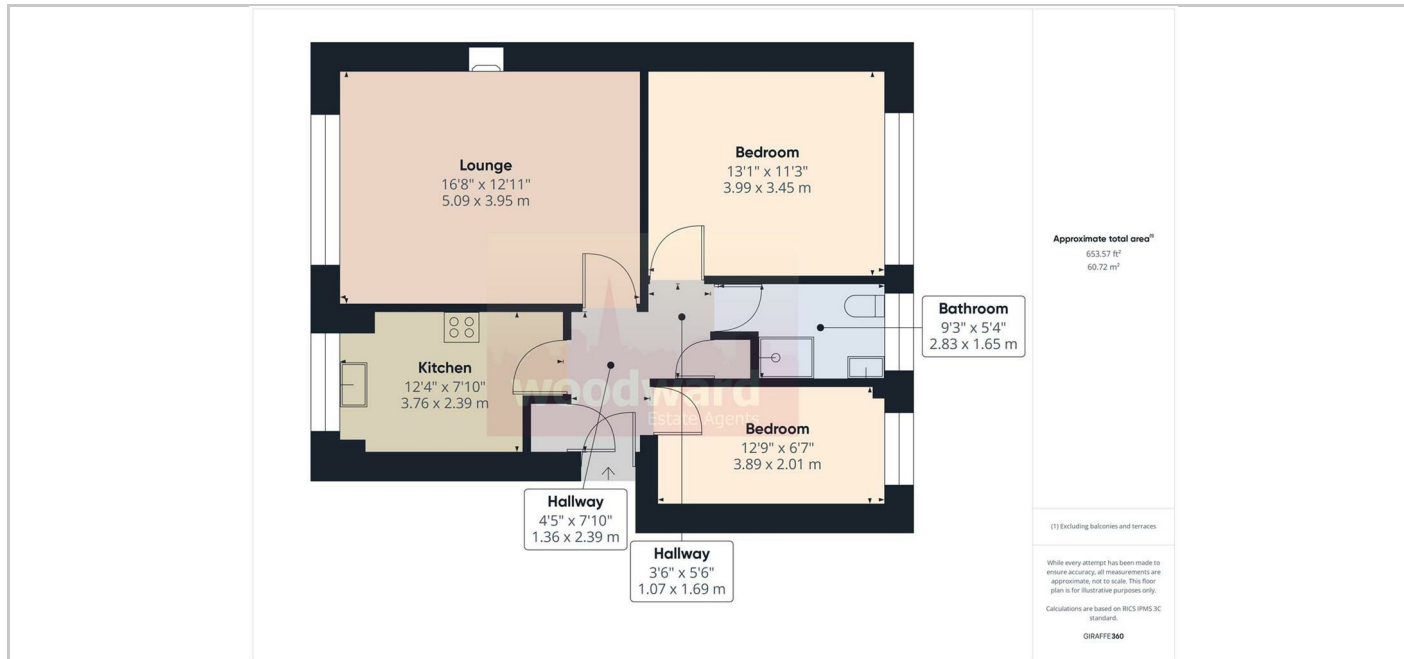 Lounge
16'8" x 12'11"
5.09 x 3.95 m
Bedroom
13'1" x 11'3"
3.99 x 3.45 m
Kitchen
12'4" x 7'10"
3.76 x 2.39 m
Bathroom
9'3" x 5'4"
2.83 x 1.65 m
woodward
Estate Agents
Bedroom
12'9" x 6'7"
3.89 x 2.01 m
Hallway
4'5" x 7'10"
1.36 x 2.39 m
Hallway
3'6" x 5'6"
1.07 x 1.69 m
Approximate total area⁽¹⁾
653.57 ft²
60.72 m²
(1) Excluding balconies and terraces
While every attempt has been made to
ensure accuracy, all measurements are
approximate, not to scale. This floor
plan is for illustrative purposes only.
Calculations are based on RICS IPMS 3C
standard.
GIRAFFE360